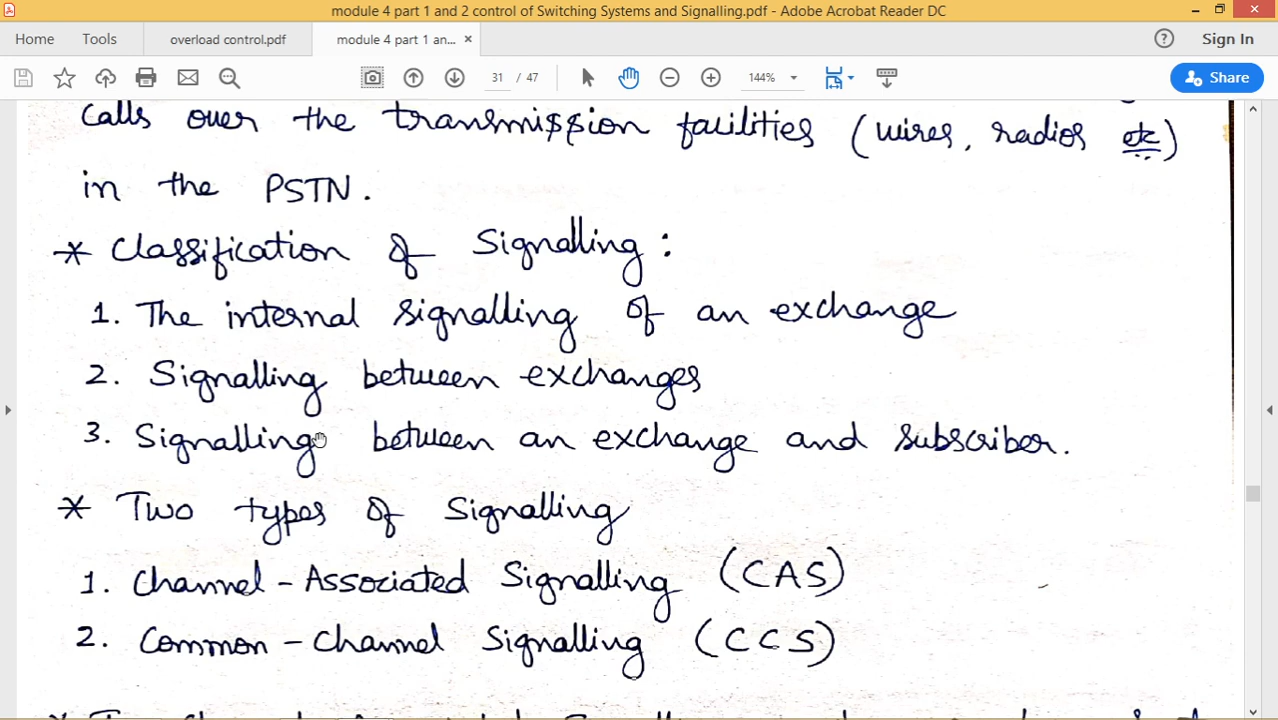 module 4 part 1 and 2 control of Switching Systems and Signalling.pdf - Adobe Acrobat Reader DC
Home Tools overload control.pdf module 4 part 1 an... × ? Sign In
31 / 47 144% Share
calls over the transmission facilities (wires, radios etc)
in the PSTN.
* Classification of Signalling :
1. The internal signalling of an exchange
2. Signalling between exchanges
3. Signalling between an exchange and subscriber.
* Two types of Signalling
1. Channel - Associated Signalling (CAS)
2. Common - Channel Signalling (CCS)